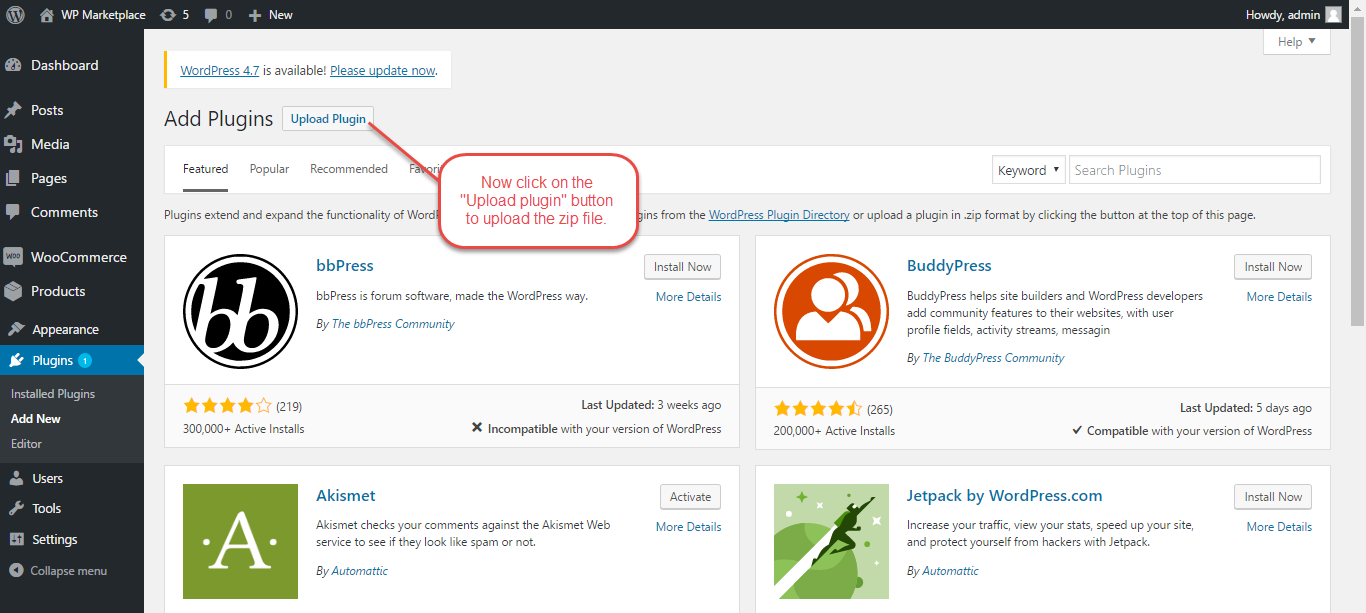 WP Marketplace 5 0 New Howdy, admin
Help
Dashboard
Posts
Media
Pages
Comments
WOO WooCommerce
Products
Appearance
Plugins 1
Installed Plugins
Add New
Editor
Users
Tools
Settings
Collapse menu
WordPress 4.7 is available! Please update now.
Add Plugins Upload Plugin
Featured Popular Recommended Favori
Keyword Search Plugins
Now click on the
"Upload plugin" button
to upload the zip file.
Plugins extend and expand the functionality of WordP gins from the WordPress Plugin Directory or upload a plugin in .zip format by clicking the button at the top of this page.
bb
bbPress
Install Now
bbPress is forum software, made the WordPress way.
More Details
By The bbPress Community
(219)
Last Updated: 3 weeks ago
300,000+ Active Installs
Incompatible with your version of WordPress
BuddyPress
Install Now
BuddyPress helps site builders and WordPress developers
More Details
add community features to their websites, with user
profile fields, activity streams, messagin
By The BuddyPress Community
(265)
Last Updated: 5 days ago
200,000+ Active Installs
Compatible with your version of WordPress
A
Akismet
Activate
Akismet checks your comments against the Akismet Web
More Details
service to see if they look like spam or not.
By Automattic
Jetpack by WordPress.com
Install Now
Increase your traffic, view your stats, speed up your site,
More Details
and protect yourself from hackers with Jetpack.
By Automattic